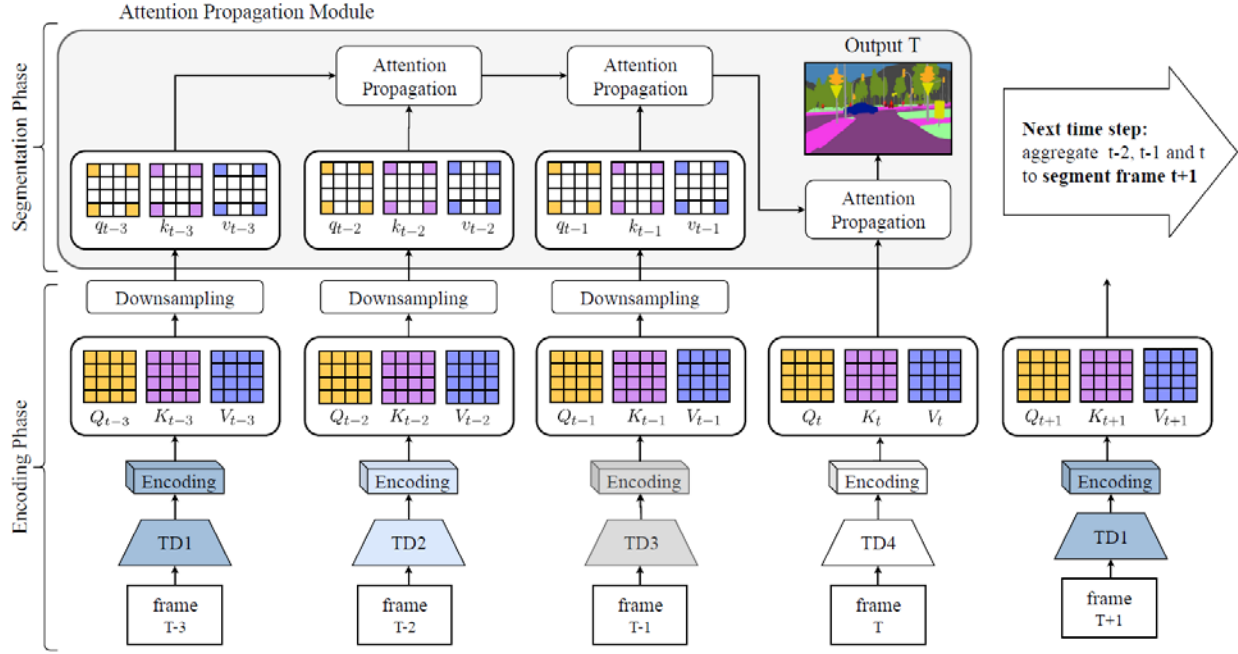 Attention Propagation Module
Segmentation Phase
Output T
Attention
Propagation
Attention
Propagation
Next time step:
aggregate t-2, t-1 and t
to segment frame t+1
Attention
Propagation
q_{t-3} k_{t-3} v_{t-3}
q_{t-2} k_{t-2} v_{t-2}
q_{t-1} k_{t-1} v_{t-1}
Encoding Phase
Downsampling
Downsampling
Downsampling
Q_{t-3} K_{t-3} V_{t-3}
Q_{t-2} K_{t-2} V_{t-2}
Q_{t-1} K_{t-1} V_{t-1}
Q_t K_t V_t
Q_{t+1} K_{t+1} V_{t+1}
Encoding
Encoding
Encoding
Encoding
Encoding
TD1
TD2
TD3
TD4
TD1
frame
T-3
frame
T-2
frame
T-1
frame
T
frame
T+1